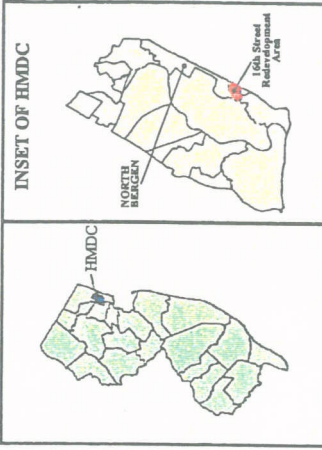 INSET OF HMDC
NORTH
BERGEN
16th Street
Redevelopment
Area
HMDC